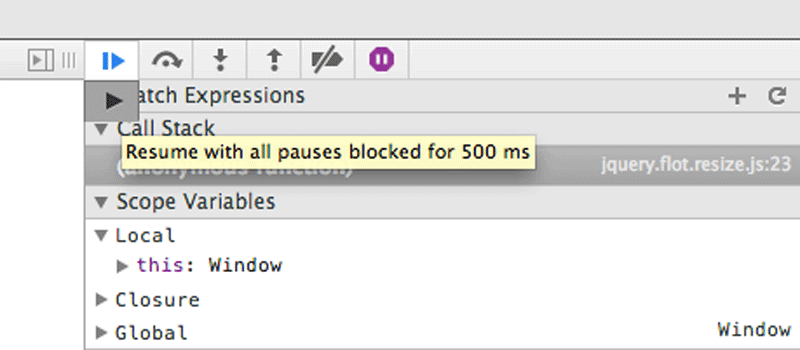 atch Expressions
Call Stack
Resume with all pauses blocked for 500 ms
(anonymous function)
jquery.flot.resize.js:23
Scope Variables
Local
this: Window
Closure
Global
Window